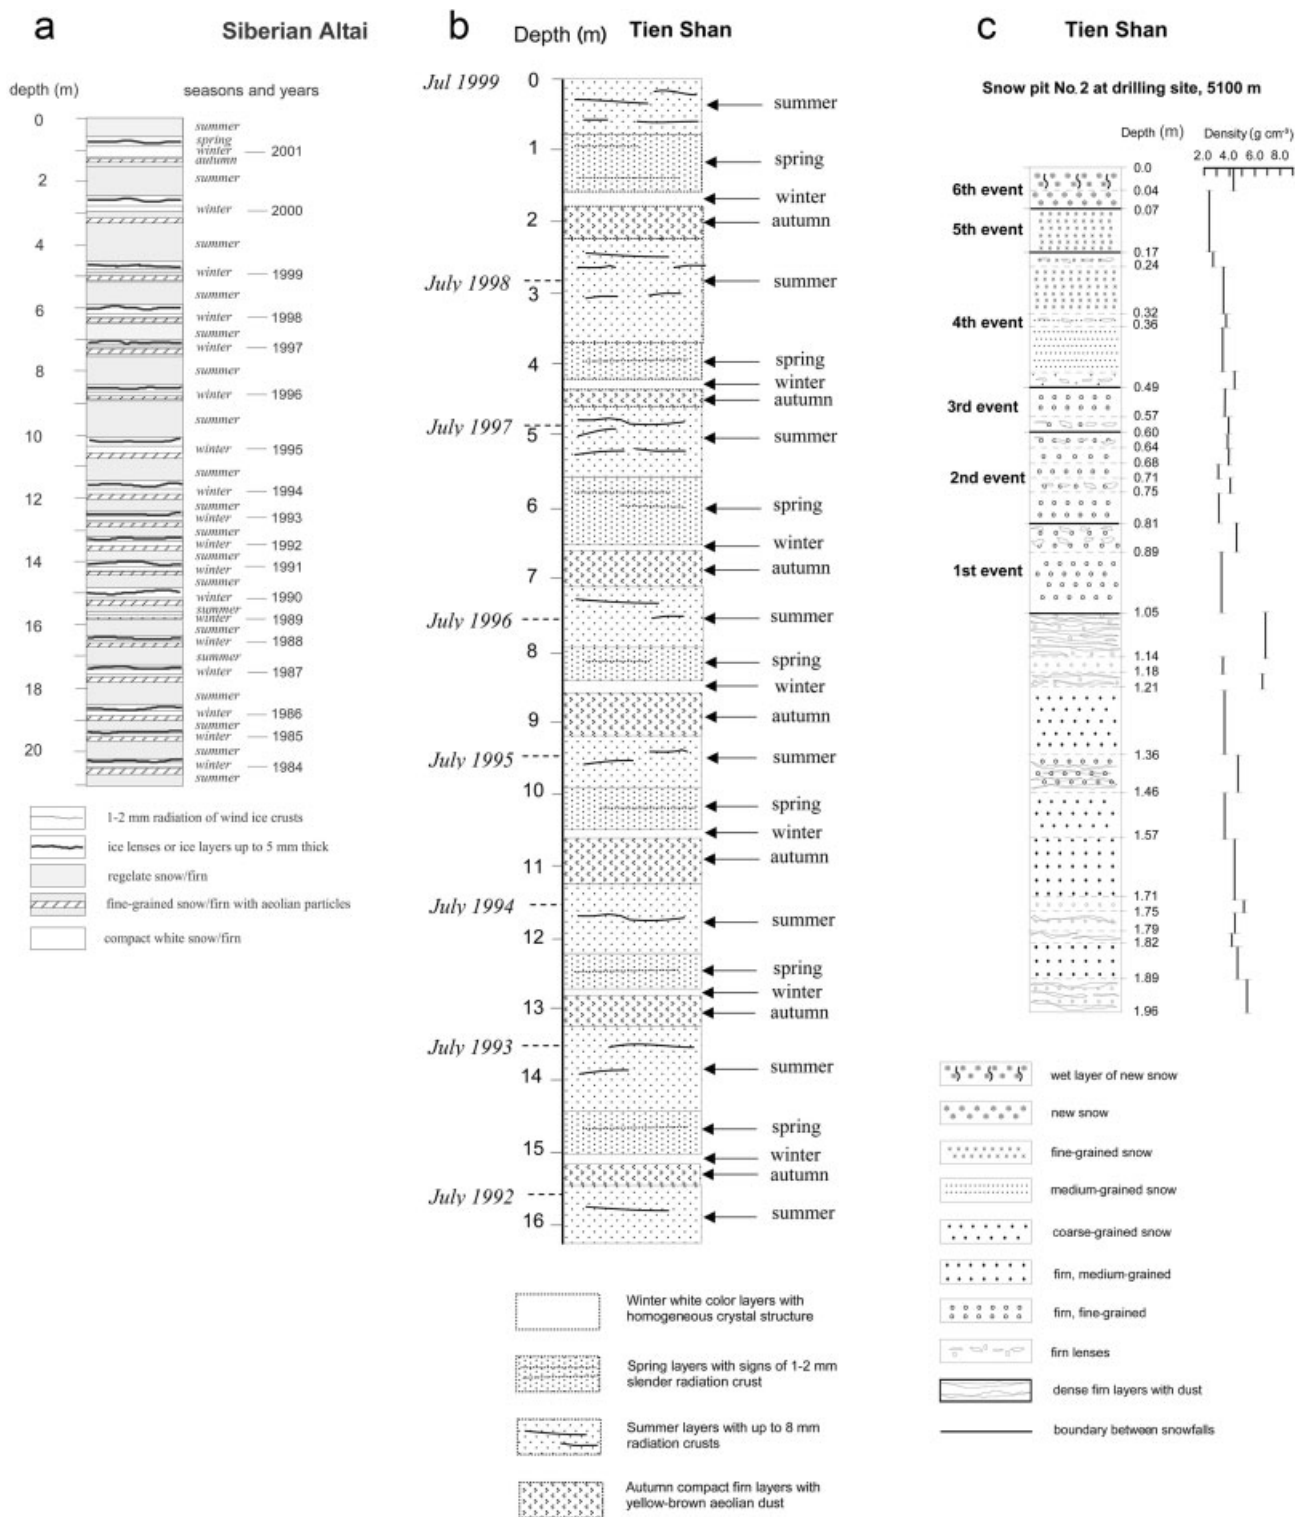 a
Siberian Altai
depth (m)
seasons and years
0
summer
spring
winter
2001
autumn
2
summer
winter
2000
4
summer
winter
1999
summer
6
winter
1998
summer
winter
1997
8
summer
winter
1996
summer
10
winter
1995
summer
winter
1994
12
summer
winter
1993
summer
winter
1992
14
summer
winter
1991
summer
winter
1990
summer
16
winter
1989
summer
winter
1988
summer
winter
1987
18
summer
winter
1986
summer
winter
1985
20
summer
winter
1984
summer
1-2 mm radiation of wind ice crusts
ice lenses or ice layers up to 5 mm thick
regelate snow/firn
fine-grained snow/firn with aeolian particles
compact white snow/firn
b
Depth (m)
Tien Shan
Jul 1999
0
summer
1
spring
winter
2
autumn
July 1998
summer
3
4
spring
winter
autumn
July 1997
5
summer
6
spring
winter
7
autumn
July 1996
summer
8
spring
winter
9
autumn
July 1995
summer
10
spring
winter
11
autumn
July 1994
summer
12
spring
winter
13
autumn
July 1993
14
summer
spring
15
winter
autumn
July 1992
16
summer
Winter white color layers with
homogeneous crystal structure
Spring layers with signs of 1-2 mm
slender radiation crust
Summer layers with up to 8 mm
radiation crusts
Autumn compact firn layers with
yellow-brown aeolian dust
c
Tien Shan
Snow pit No. 2 at drilling site, 5100 m
Depth (m)
Density (g cm-3)
2.0 4.0 6.0 8.0
0.0
6th event
0.04
0.07
5th event
0.17
0.24
0.32
4th event
0.36
0.49
3rd event
0.57
0.60
0.64
0.68
2nd event
0.71
0.75
0.81
0.89
1st event
1.05
1.14
1.18
1.21
1.36
1.46
1.57
1.71
1.75
1.79
1.82
1.89
1.96
wet layer of new snow
new snow
fine-grained snow
medium-grained snow
coarse-grained snow
firn, medium-grained
firn, fine-grained
firn lenses
dense firn layers with dust
boundary between snowfalls